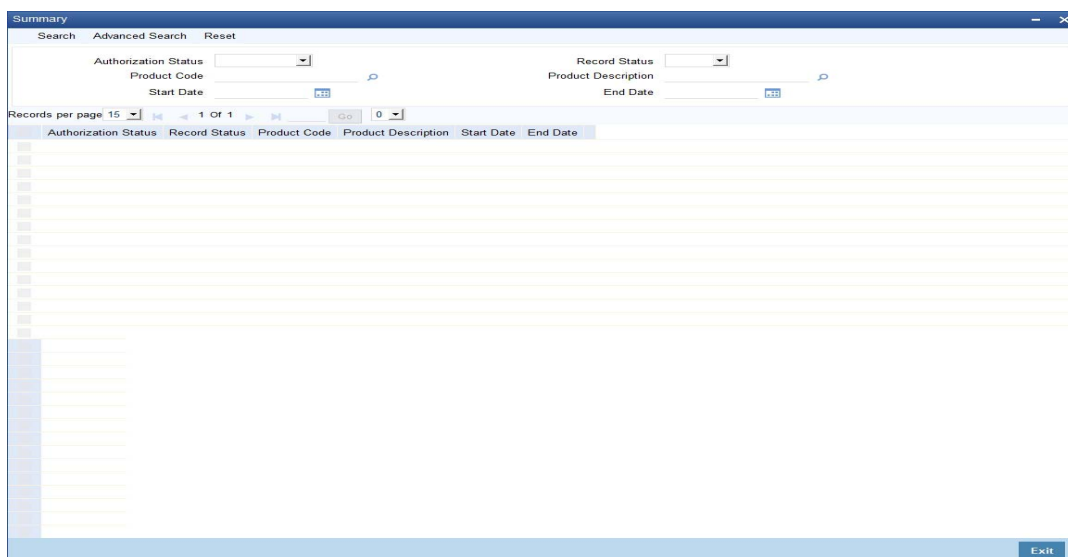 Summary
Search Advanced Search Reset
Authorization Status Record Status
Product Code Product Description
Start Date End Date
Records per page 15 1 Of 1 Go 0
Authorization Status Record Status Product Code Product Description Start Date End Date
Exit